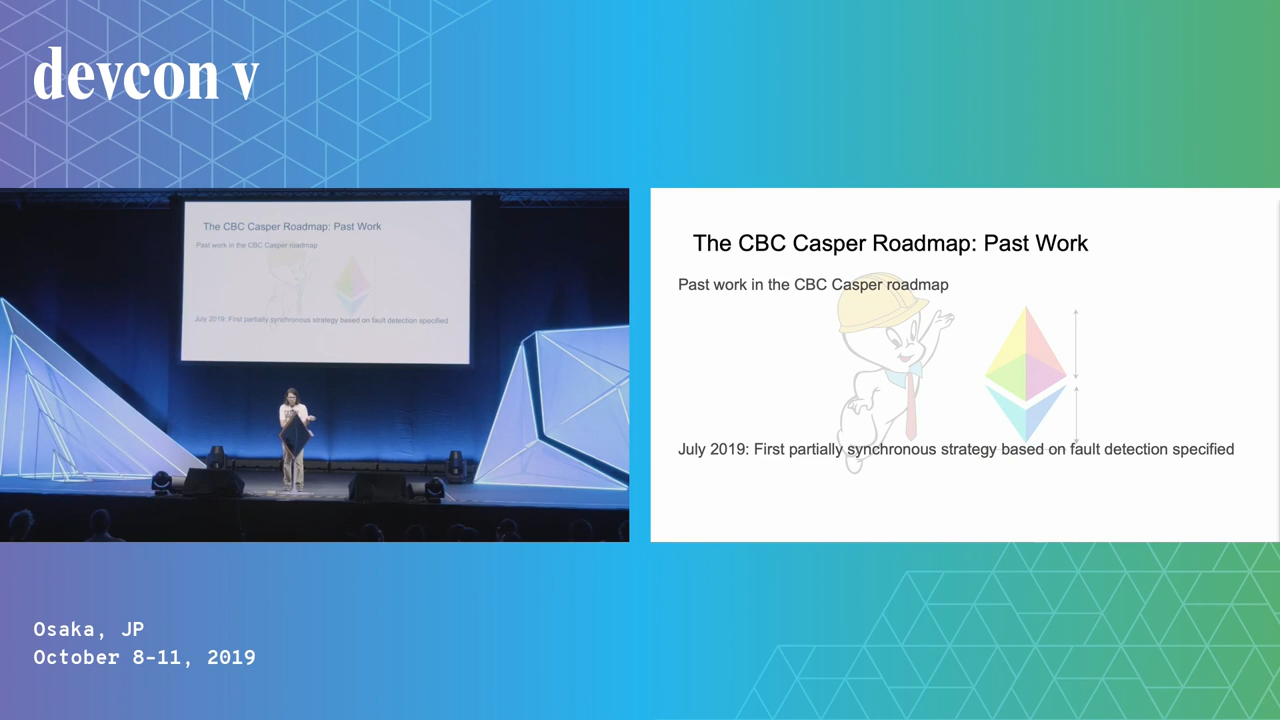 devcon v
The CBC Casper Roadmap: Past Work
Past work in the CBC Casper roadmap
July 2019: First partially synchronous strategy based on fault detection specified
The CBC Casper Roadmap: Past Work
Past work in the CBC Casper roadmap
July 2019: First partially synchronous strategy based on fault detection specified
Osaka, JP
October 8-11, 2019